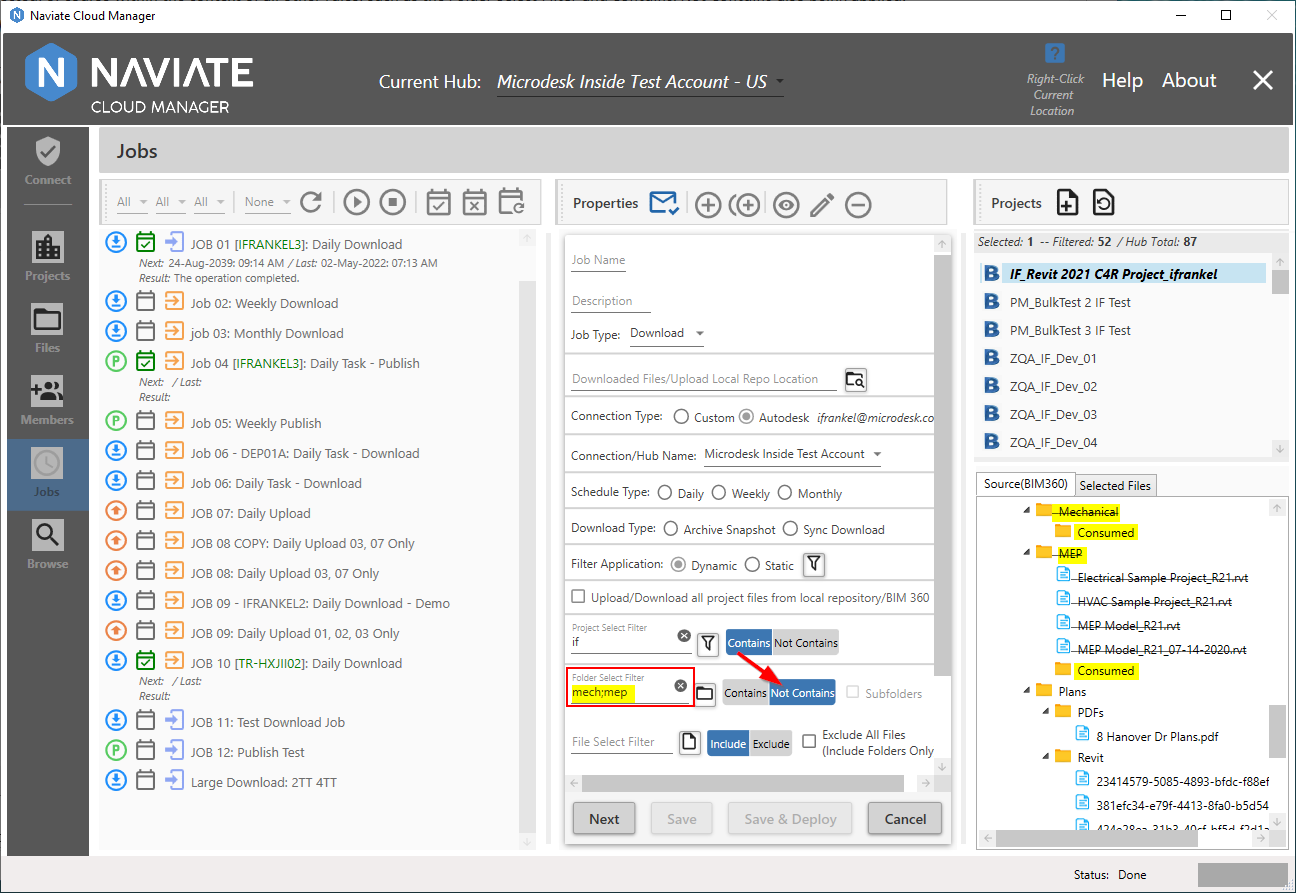 Naviate Cloud Manager
NAVIATE
CLOUD MANAGER
Current Hub: Microdesk Inside Test Account - US
?
Right-Click
Current
Location
Help
About
Connect
Projects
Files
Members
Jobs
Browse
Jobs
All
All
All
None
JOB 01 [IFRANKEL3]: Daily Download
Next: 24-Aug-2039: 09:14 AM / Last: 02-May-2022: 07:13 AM
Result: The operation completed.
Job 02: Weekly Download
job 03: Monthly Download
P
Job 04 [IFRANKEL3]: Daily Task - Publish
Next: / Last:
Result:
P
Job 05: Weekly Publish
Job 06 - DEP01A: Daily Task - Download
Job 06: Daily Task - Download
JOB 07: Daily Upload
JOB 08 COPY: Daily Upload 03, 07 Only
JOB 08: Daily Upload 03, 07 Only
JOB 09 - IFRANKEL2: Daily Download - Demo
JOB 09: Daily Upload 01, 02, 03 Only
JOB 10 [TR-HXJII02]: Daily Download
Next: / Last:
Result:
JOB 11: Test Download Job
P
JOB 12: Publish Test
Large Download: 2TT 4TT
Properties
Job Name
Description
Job Type: Download
Downloaded Files/Upload Local Repo Location
Connection Type: Custom Autodesk ifrankel@microdesk.co
Connection/Hub Name: Microdesk Inside Test Account
Schedule Type: Daily Weekly Monthly
Download Type: Archive Snapshot Sync Download
Filter Application: Dynamic Static
Upload/Download all project files from local repository/BIM 360
Project Select Filter
if
Contains Not Contains
Folder Select Filter
mech;mep
Contains Not Contains Subfolders
File Select Filter
Include Exclude
Exclude All Files
(Include Folders Only
Next
Save
Save & Deploy
Cancel
Projects
Selected: 1 -- Filtered: 52 / Hub Total: 87
B IF_Revit 2021 C4R Project_ifrankel
B PM_BulkTest 2 IF Test
B PM_BulkTest 3 IF Test
B ZQA_IF_Dev_01
B ZQA_IF_Dev_02
B ZQA_IF_Dev_03
B ZQA_IF_Dev_04
Source(BIM360)
Selected Files
Mechanical
Consumed
MEP
Electrical Sample Project_R21.rvt
HVAC Sample Project_R21.rvt
MEP Model_R21.rvt
MEP Model_R21_07-14-2020.rvt
Consumed
Plans
PDFs
8 Hanover Dr Plans.pdf
Revit
23414579-5085-4893-bfdc-f88ef
381efc34-e79f-4413-8fa0-b5d54
Status: Done